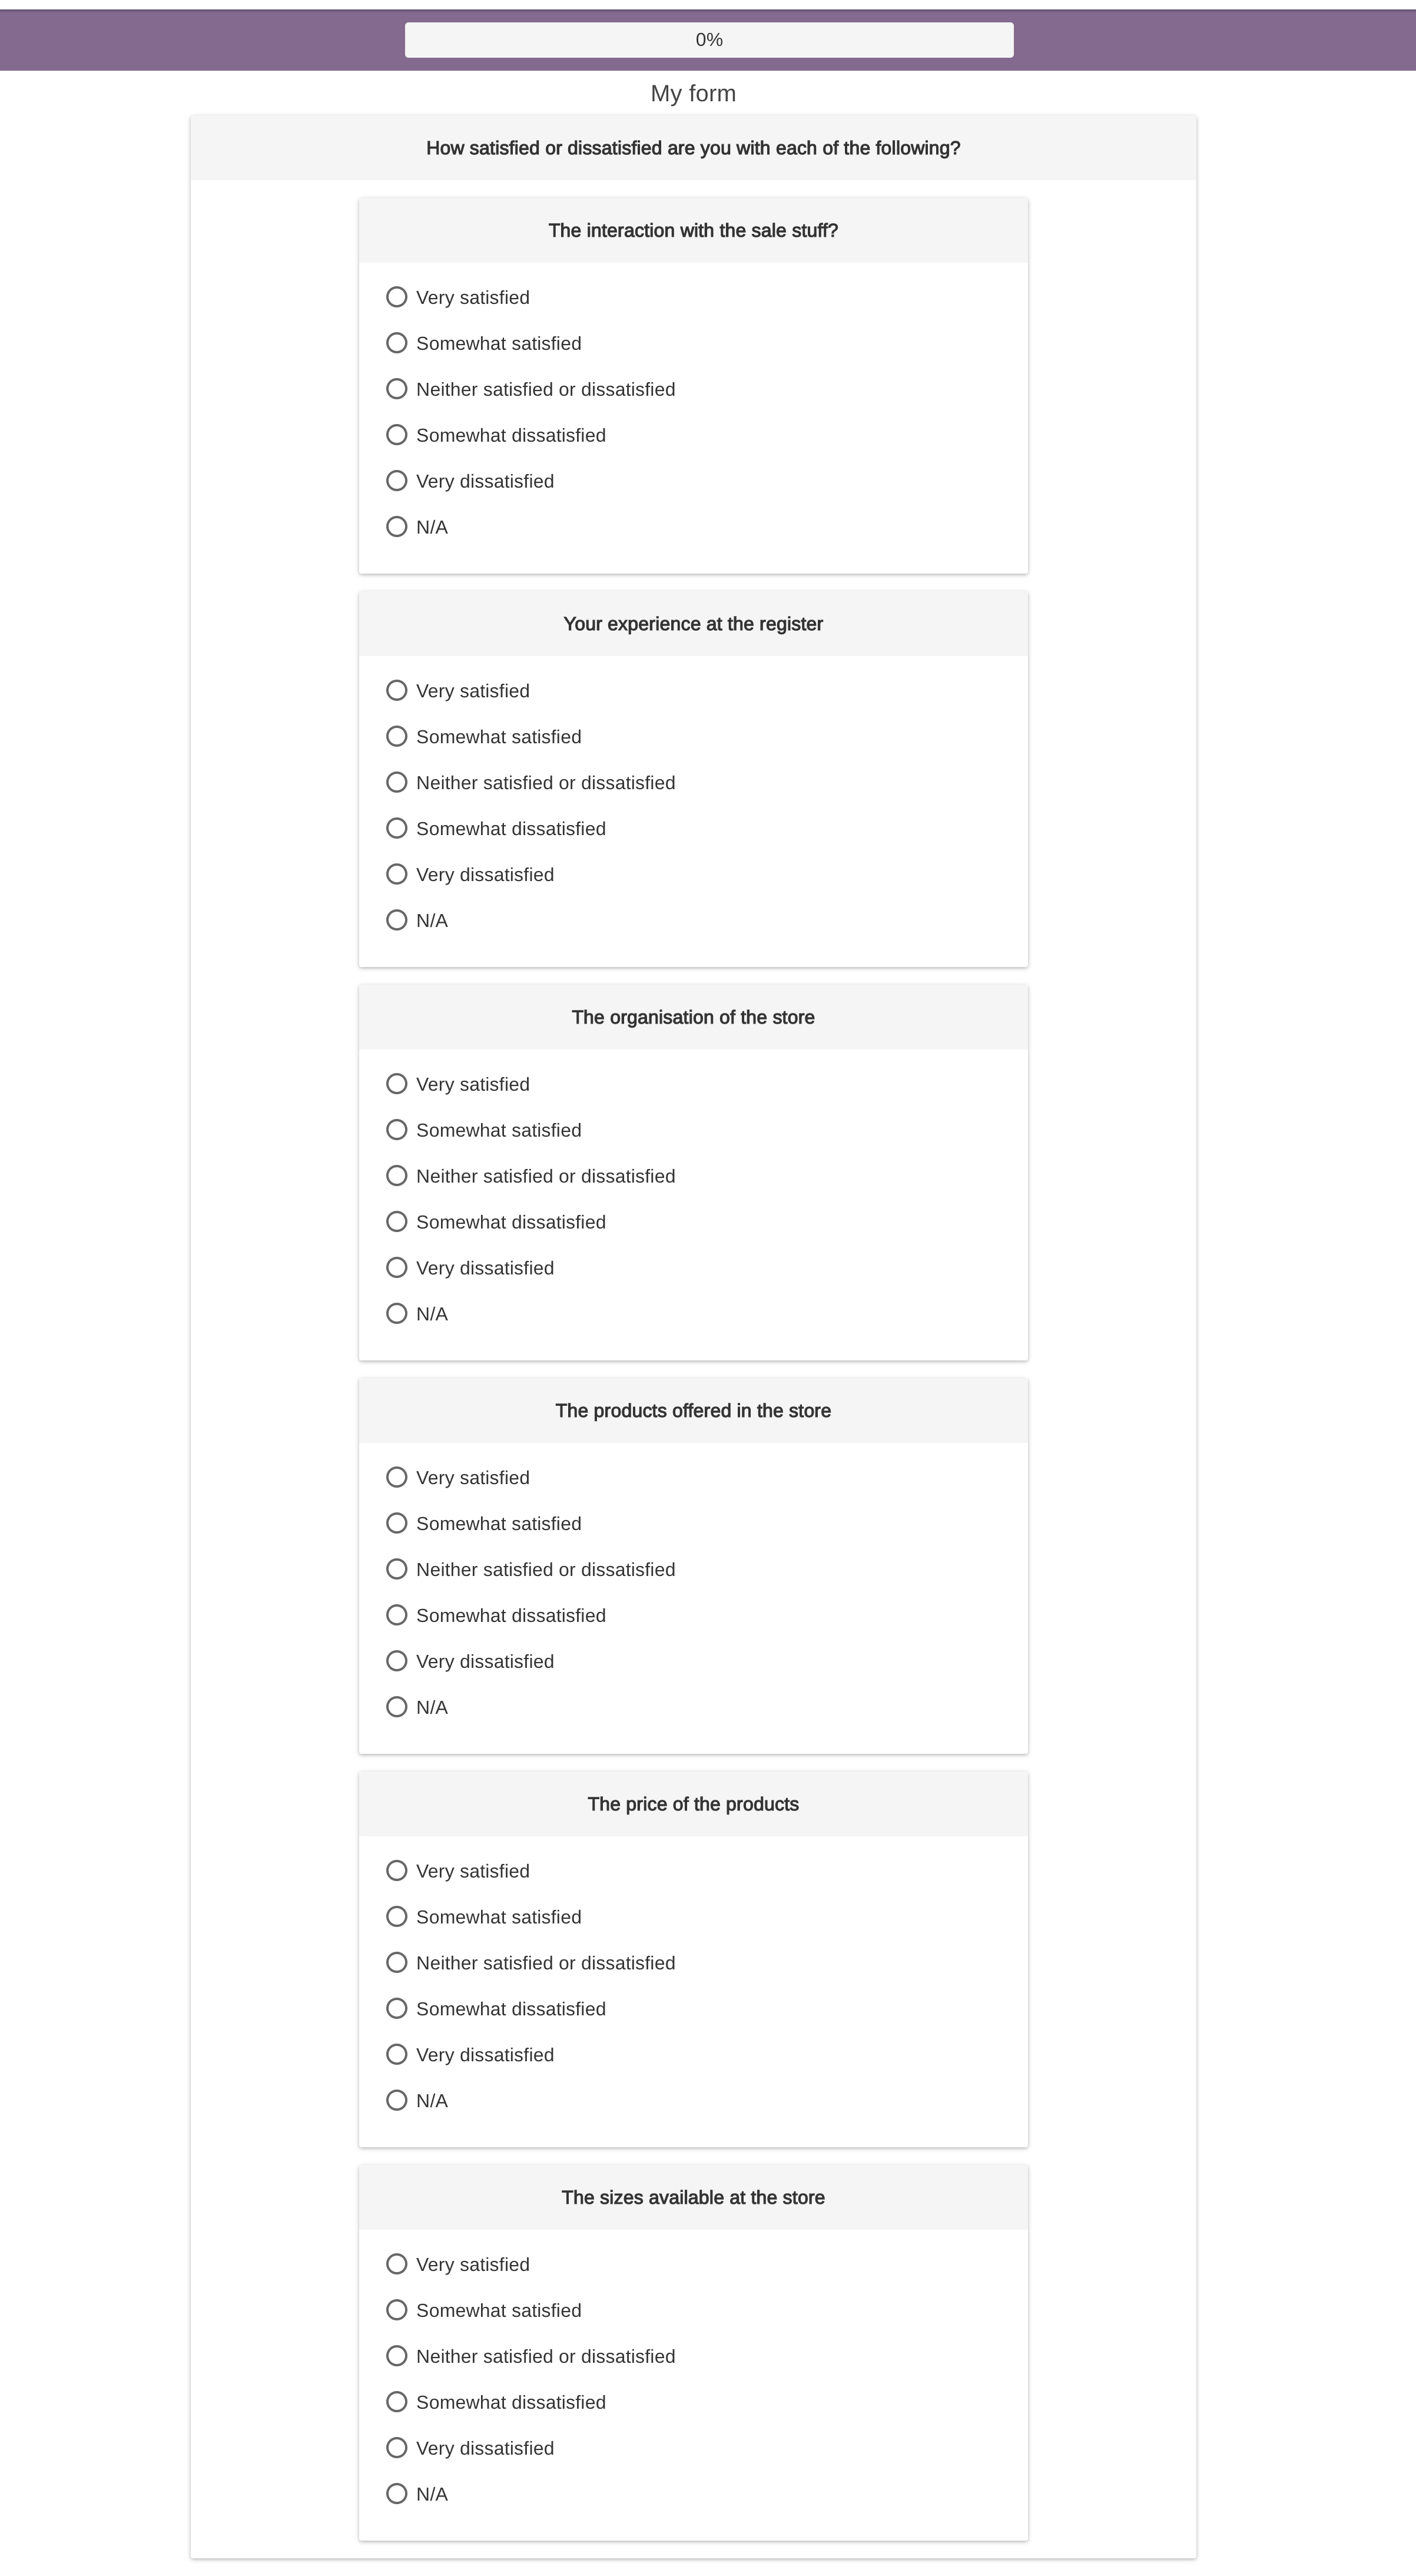 0%
My form
How satisfied or dissatisfied are you with each of the following?
The interaction with the sale stuff?
Very satisfied
Somewhat satisfied
Neither satisfied or dissatisfied
Somewhat dissatisfied
Very dissatisfied
N/A
Your experience at the register
Very satisfied
Somewhat satisfied
Neither satisfied or dissatisfied
Somewhat dissatisfied
Very dissatisfied
N/A
The organisation of the store
Very satisfied
Somewhat satisfied
Neither satisfied or dissatisfied
Somewhat dissatisfied
Very dissatisfied
N/A
The products offered in the store
Very satisfied
Somewhat satisfied
Neither satisfied or dissatisfied
Somewhat dissatisfied
Very dissatisfied
N/A
The price of the products
Very satisfied
Somewhat satisfied
Neither satisfied or dissatisfied
Somewhat dissatisfied
Very dissatisfied
N/A
The sizes available at the store
Very satisfied
Somewhat satisfied
Neither satisfied or dissatisfied
Somewhat dissatisfied
Very dissatisfied
N/A